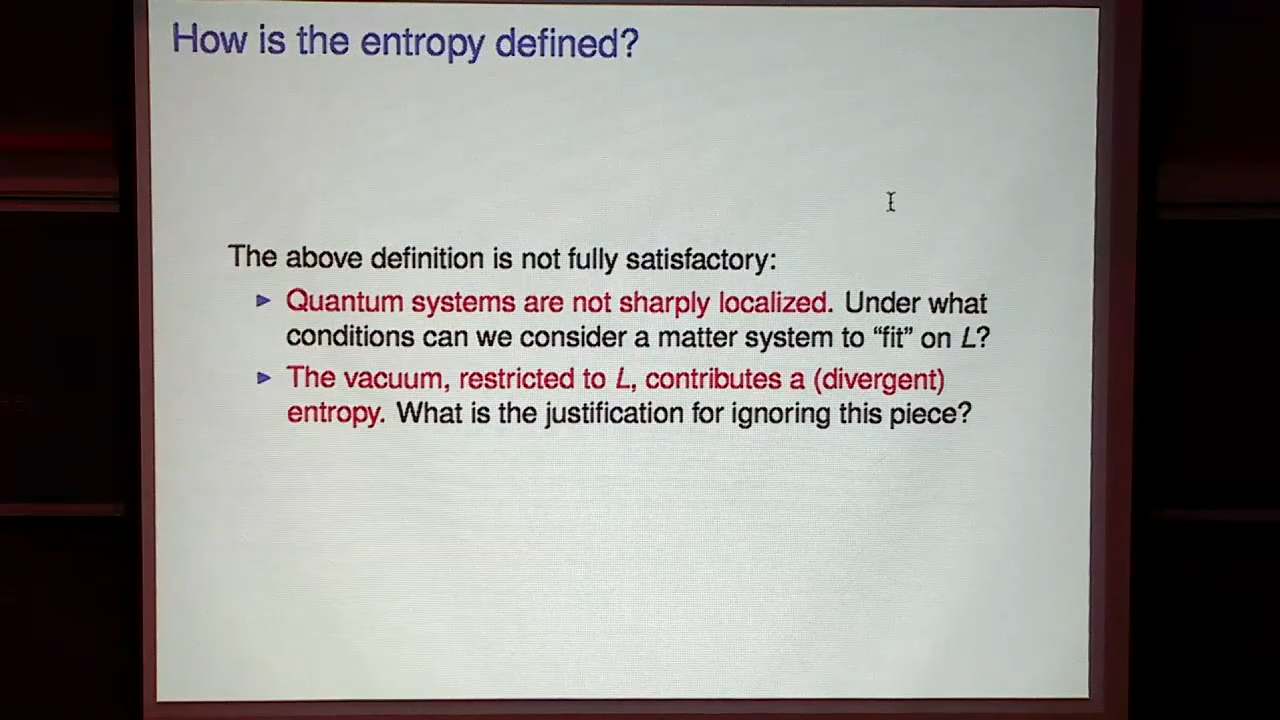 How is the entropy defined?
The above definition is not fully satisfactory:
Quantum systems are not sharply localized. Under what
conditions can we consider a matter system to “fit” on L?
The vacuum, restricted to L, contributes a (divergent)
entropy. What is the justification for ignoring this piece?